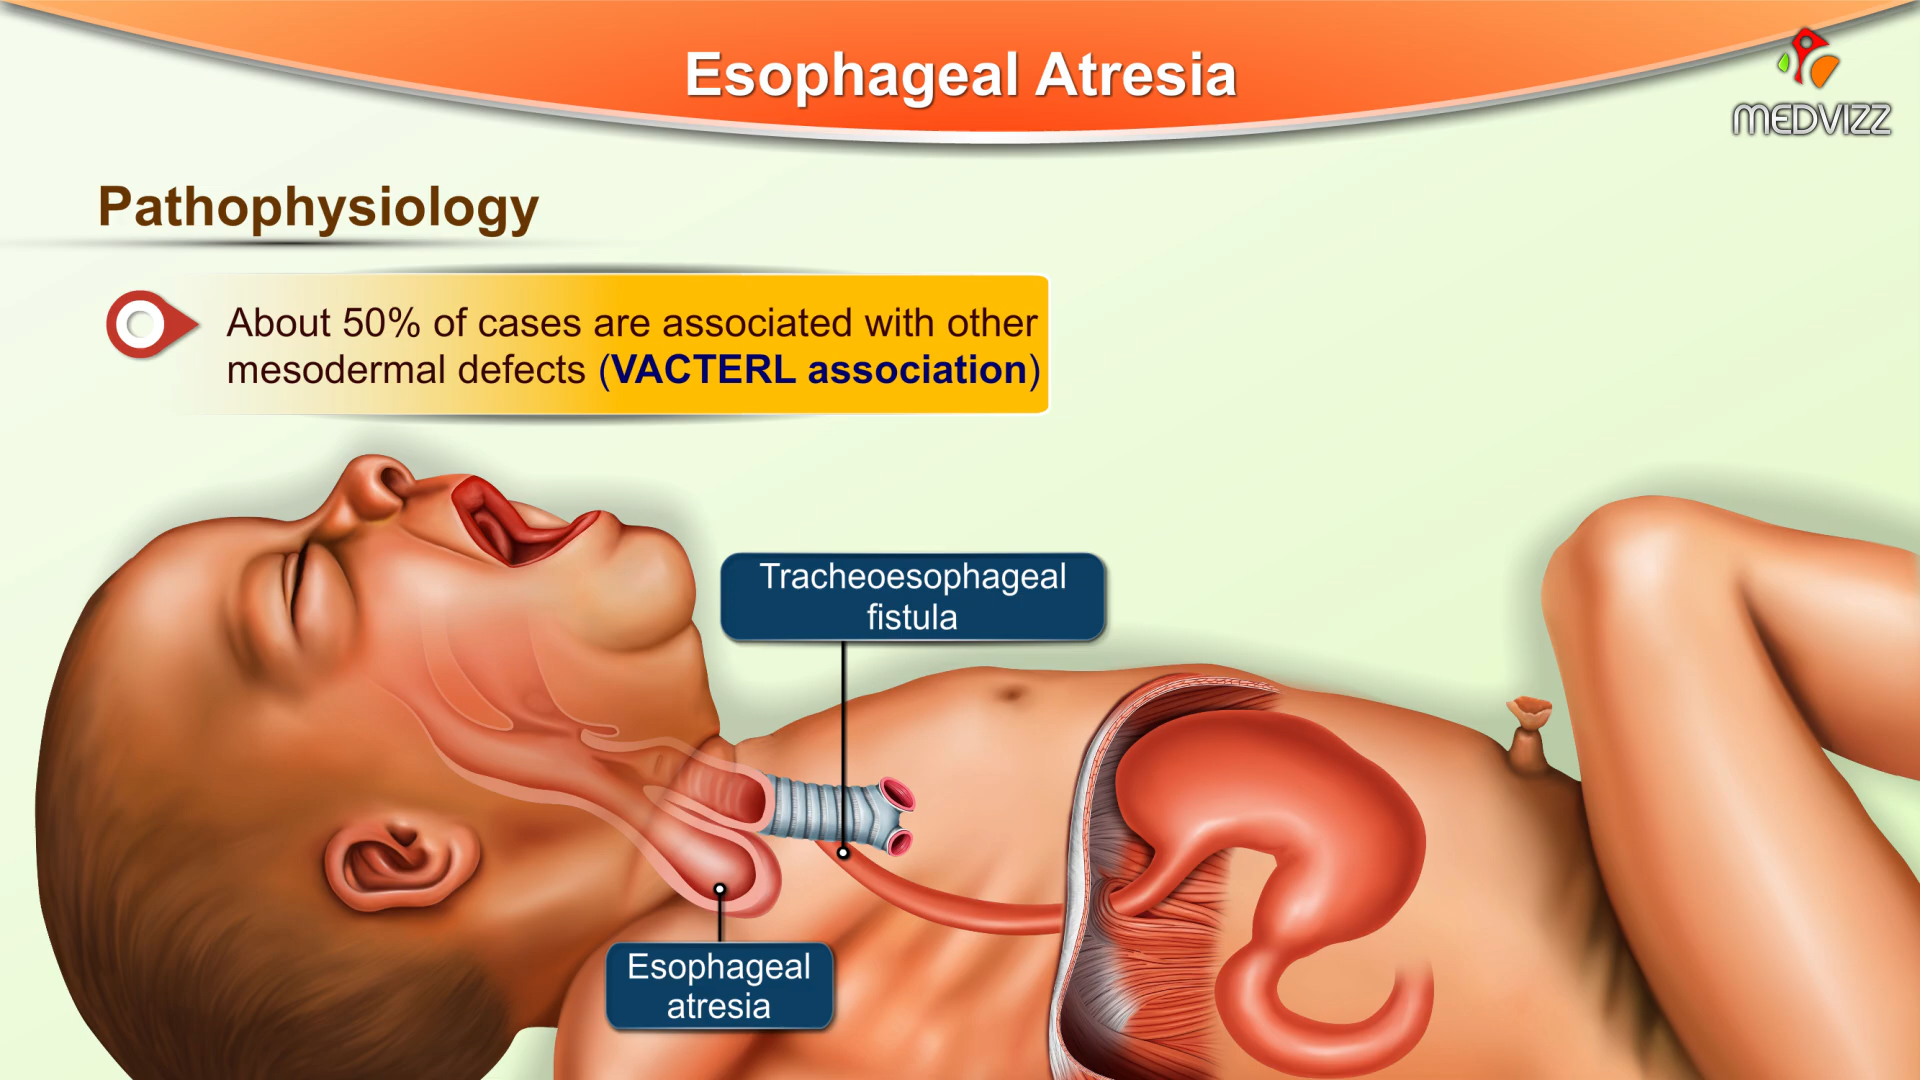 Esophageal Atresia
MEDVIZZ
Pathophysiology
About 50% of cases are associated with other
mesodermal defects (VACTERL association)
Tracheoesophageal
fistula
Esophageal
atresia